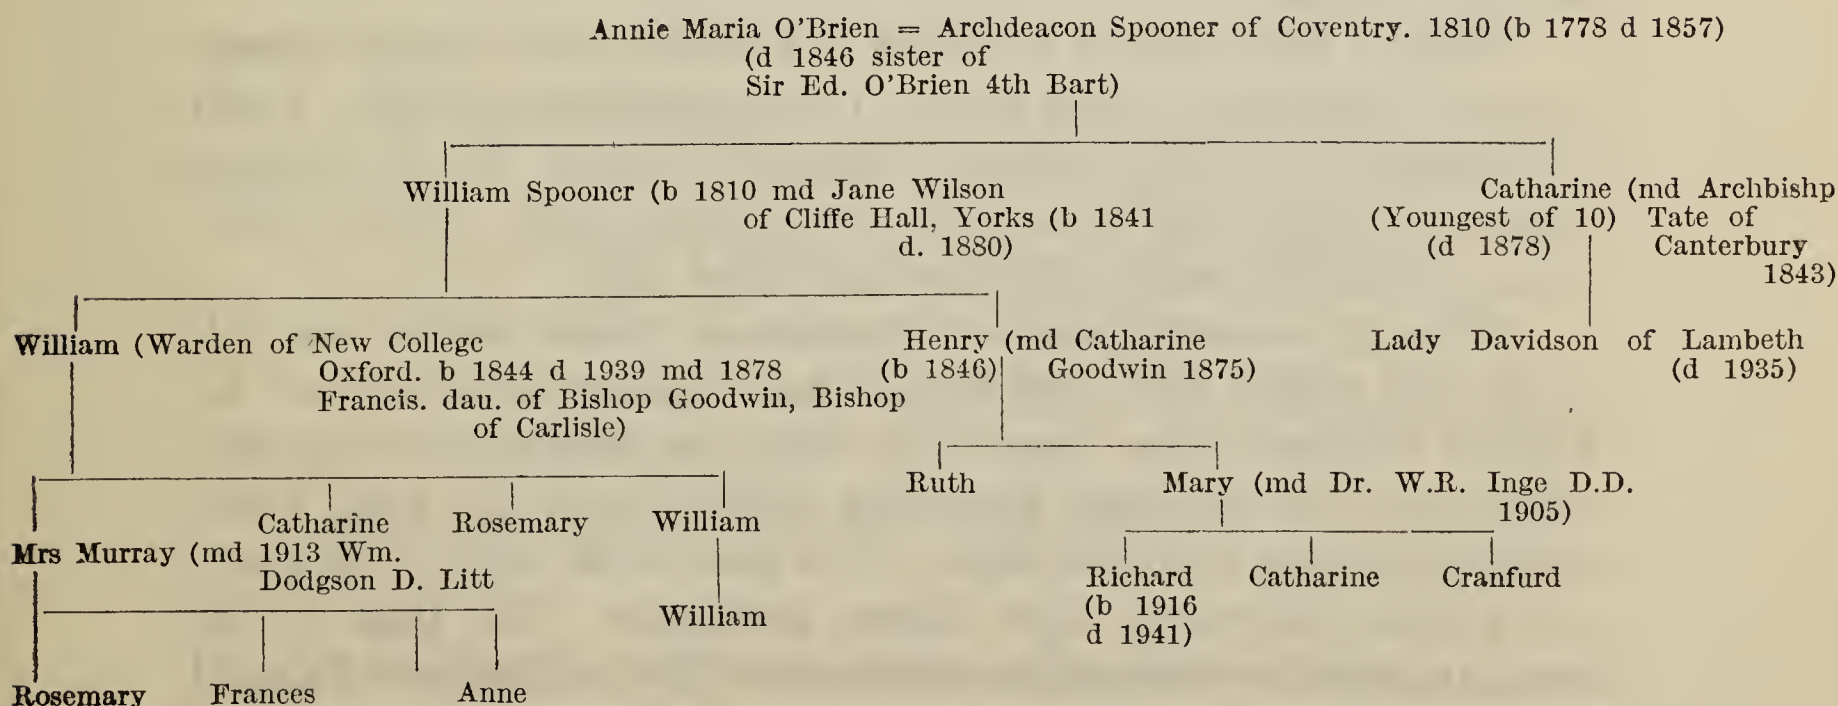 Annie Maria O'Brien = Archdeacon Spooner of Coventry. 1810 (b 1778 d 1857)
(d 1846 sister of
Sir Ed. O'Brien 4th Bart)
William Spooner (b 1810 md Jane Wilson
of Cliffe Hall, Yorks (b 1841
d. 1880)
Catharine (md Archbishp
(Youngest of 10) Tate of
(d 1878) Canterbury
1843)
William (Warden of New College
Oxford. b 1844 d 1939 md 1878
Francis. dau. of Bishop Goodwin, Bishop
of Carlisle)
Henry (md Catharine
(b 1846) Goodwin 1875)
Lady Davidson of Lambeth
(d 1935)
Catharine Rosemary William
Mrs Murray (md 1913 Wm.
Dodgson D. Litt
William
Ruth
Mary (md Dr. W.R. Inge D.D.
1905)
Richard Catharine Cranfurd
(b 1916
d 1941)
Rosemary Frances Anne